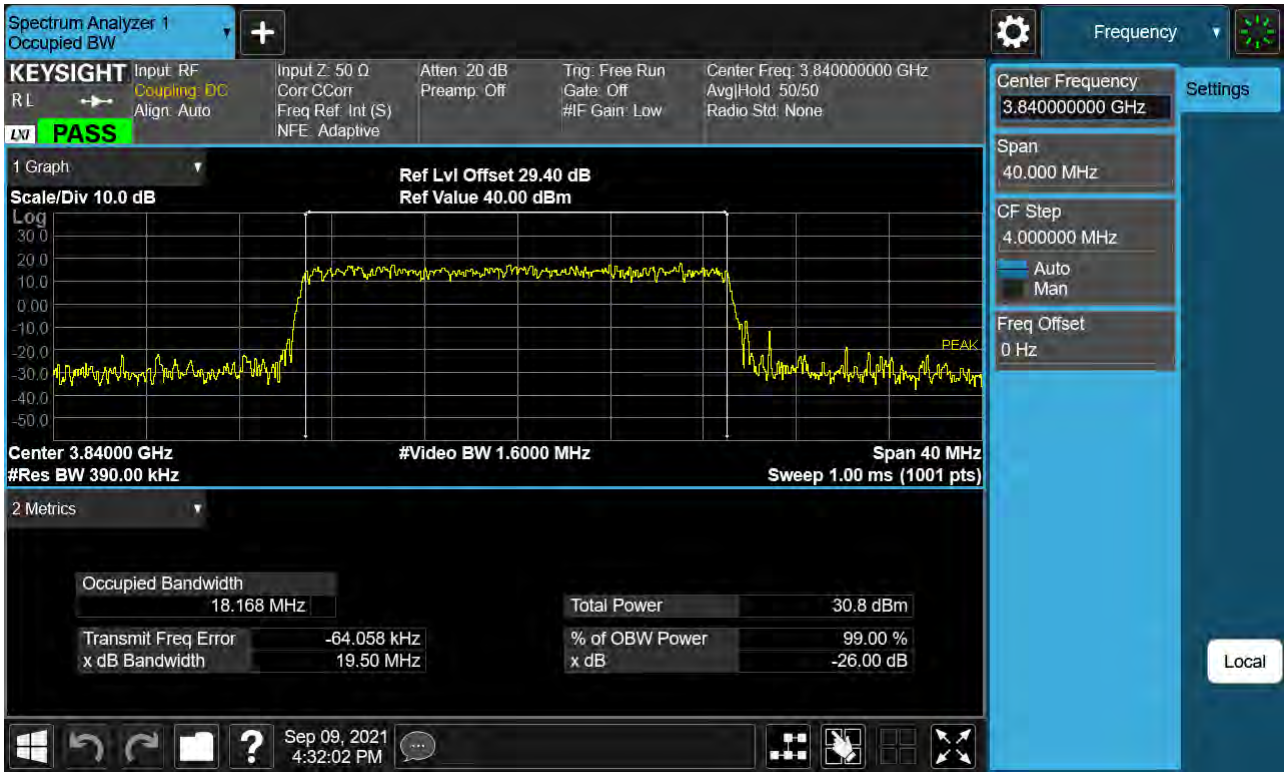 Spectrum Analyzer 1
Occupied BW
+
Frequency
KEYSIGHT
RL
LXI
PASS
Input: RF
Coupling: DC
Align: Auto
Input Z: 50 Ω
Corr CCorr
Freq Ref: Int (S)
NFE: Adaptive
Atten: 20 dB
Preamp: Off
Trig: Free Run
Gate: Off
#IF Gain: Low
Center Freq: 3.840000000 GHz
Avg|Hold: 50/50
Radio Std: None
Center Frequency
3.840000000 GHz
Settings
Span
40.000 MHz
CF Step
4.000000 MHz
Auto
Man
Freq Offset
0 Hz
1 Graph
Scale/Div 10.0 dB
Ref Lvl Offset 29.40 dB
Ref Value 40.00 dBm
Log
30.0
20.0
10.0
0.00
-10.0
-20.0
-30.0
-40.0
-50.0
PEAK
Center 3.84000 GHz
#Video BW 1.6000 MHz
Span 40 MHz
#Res BW 390.00 kHz
Sweep 1.00 ms (1001 pts)
2 Metrics
Occupied Bandwidth
18.168 MHz
Total Power 30.8 dBm
Transmit Freq Error -64.058 kHz
% of OBW Power 99.00 %
x dB Bandwidth 19.50 MHz
x dB -26.00 dB
Local
?
Sep 09, 2021
4:32:02 PM